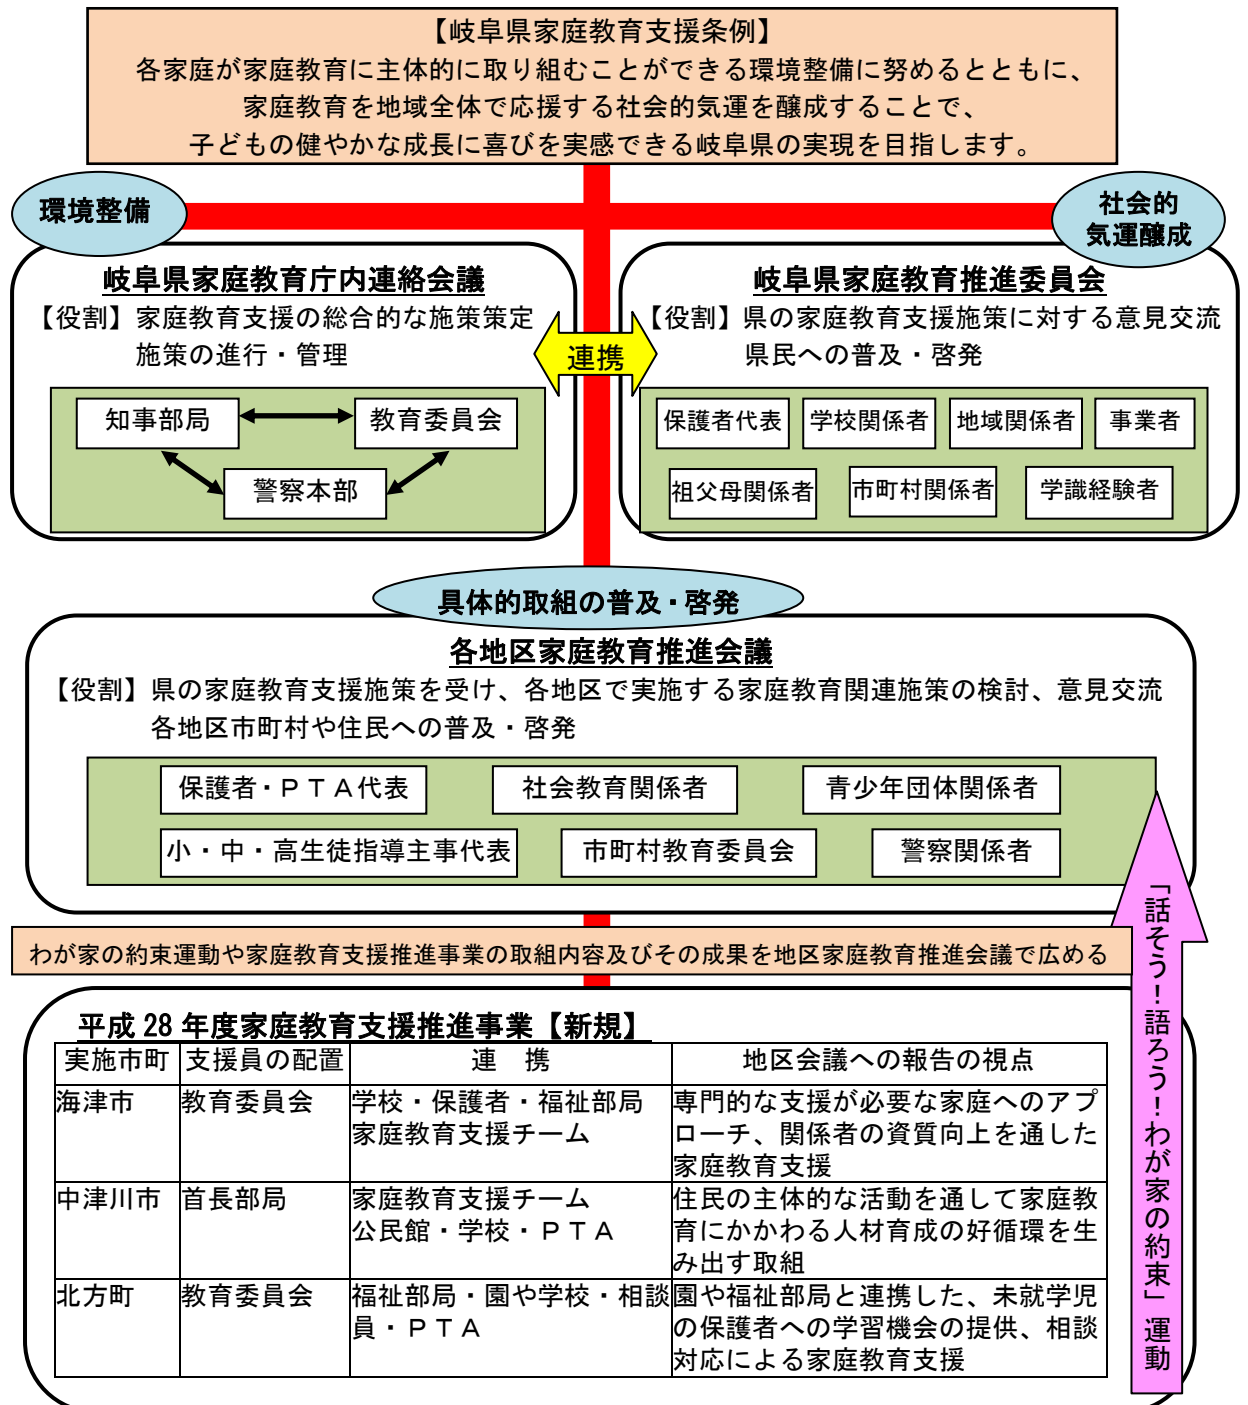 【岐阜県家庭教育支援条例】
各家庭が家庭教育に主体的に取り組むことができる環境整備に努めるとともに、
家庭教育を地域全体で応援する社会的気運を醸成することで、
子どもの健やかな成長に喜びを実感できる岐阜県の実現を目指します。
環境整備
社会的
気運醸成
岐阜県家庭教育庁内連絡会議
【役割】家庭教育支援の総合的な施策策定
施策の進行・管理
知事部局
教育委員会
警察本部
連携
岐阜県家庭教育推進委員会
【役割】県の家庭教育支援施策に対する意見交流
県民への普及・啓発
保護者代表
学校関係者
地域関係者
事業者
祖父母関係者
市町村関係者
学識経験者
具体的取組の普及・啓発
各地区家庭教育推進会議
【役割】県の家庭教育支援施策を受け、各地区で実施する家庭教育関連施策の検討、意見交流
各地区市町村や住民への普及・啓発
保護者・ＰＴＡ代表
社会教育関係者
青少年団体関係者
小・中・高生徒指導主事代表
市町村教育委員会
警察関係者
わが家の約束運動や家庭教育支援推進事業の取組内容及びその成果を地区家庭教育推進会議で広める
「話そう！語ろう！わが家の約束」運動
平成 28 年度家庭教育支援推進事業【新規】
実施市町 支援員の配置 連　携 地区会議への報告の視点
海津市 教育委員会 学校・保護者・福祉部局 専門的な支援が必要な家庭へのアプ
家庭教育支援チーム ローチ、関係者の資質向上を通した
家庭教育支援
中津川市 首長部局 家庭教育支援チーム 住民の主体的な活動を通して家庭教
公民館・学校・ＰＴＡ 育にかかわる人材育成の好循環を生
み出す取組
北方町 教育委員会 福祉部局・園や学校・相談 園や福祉部局と連携した、未就学児
員・ＰＴＡ の保護者への学習機会の提供、相談
対応による家庭教育支援